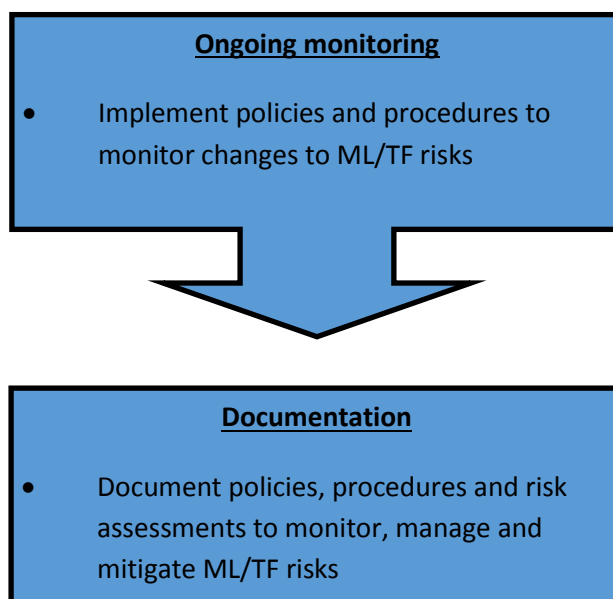 Ongoing monitoring
• Implement policies and procedures to
monitor changes to ML/TF risks
Documentation
• Document policies, procedures and risk
assessments to monitor, manage and
mitigate ML/TF risks